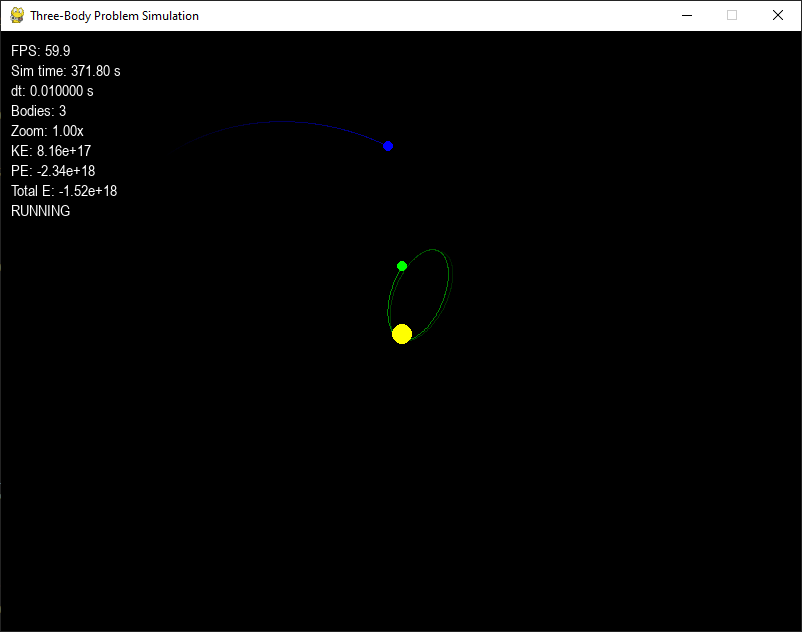 Three-Body Problem Simulation
FPS: 59.9
Sim time: 371.80 s
dt: 0.010000 s
Bodies: 3
Zoom: 1.00x
KE: 8.16e+17
PE: -2.34e+18
Total E: -1.52e+18
RUNNING